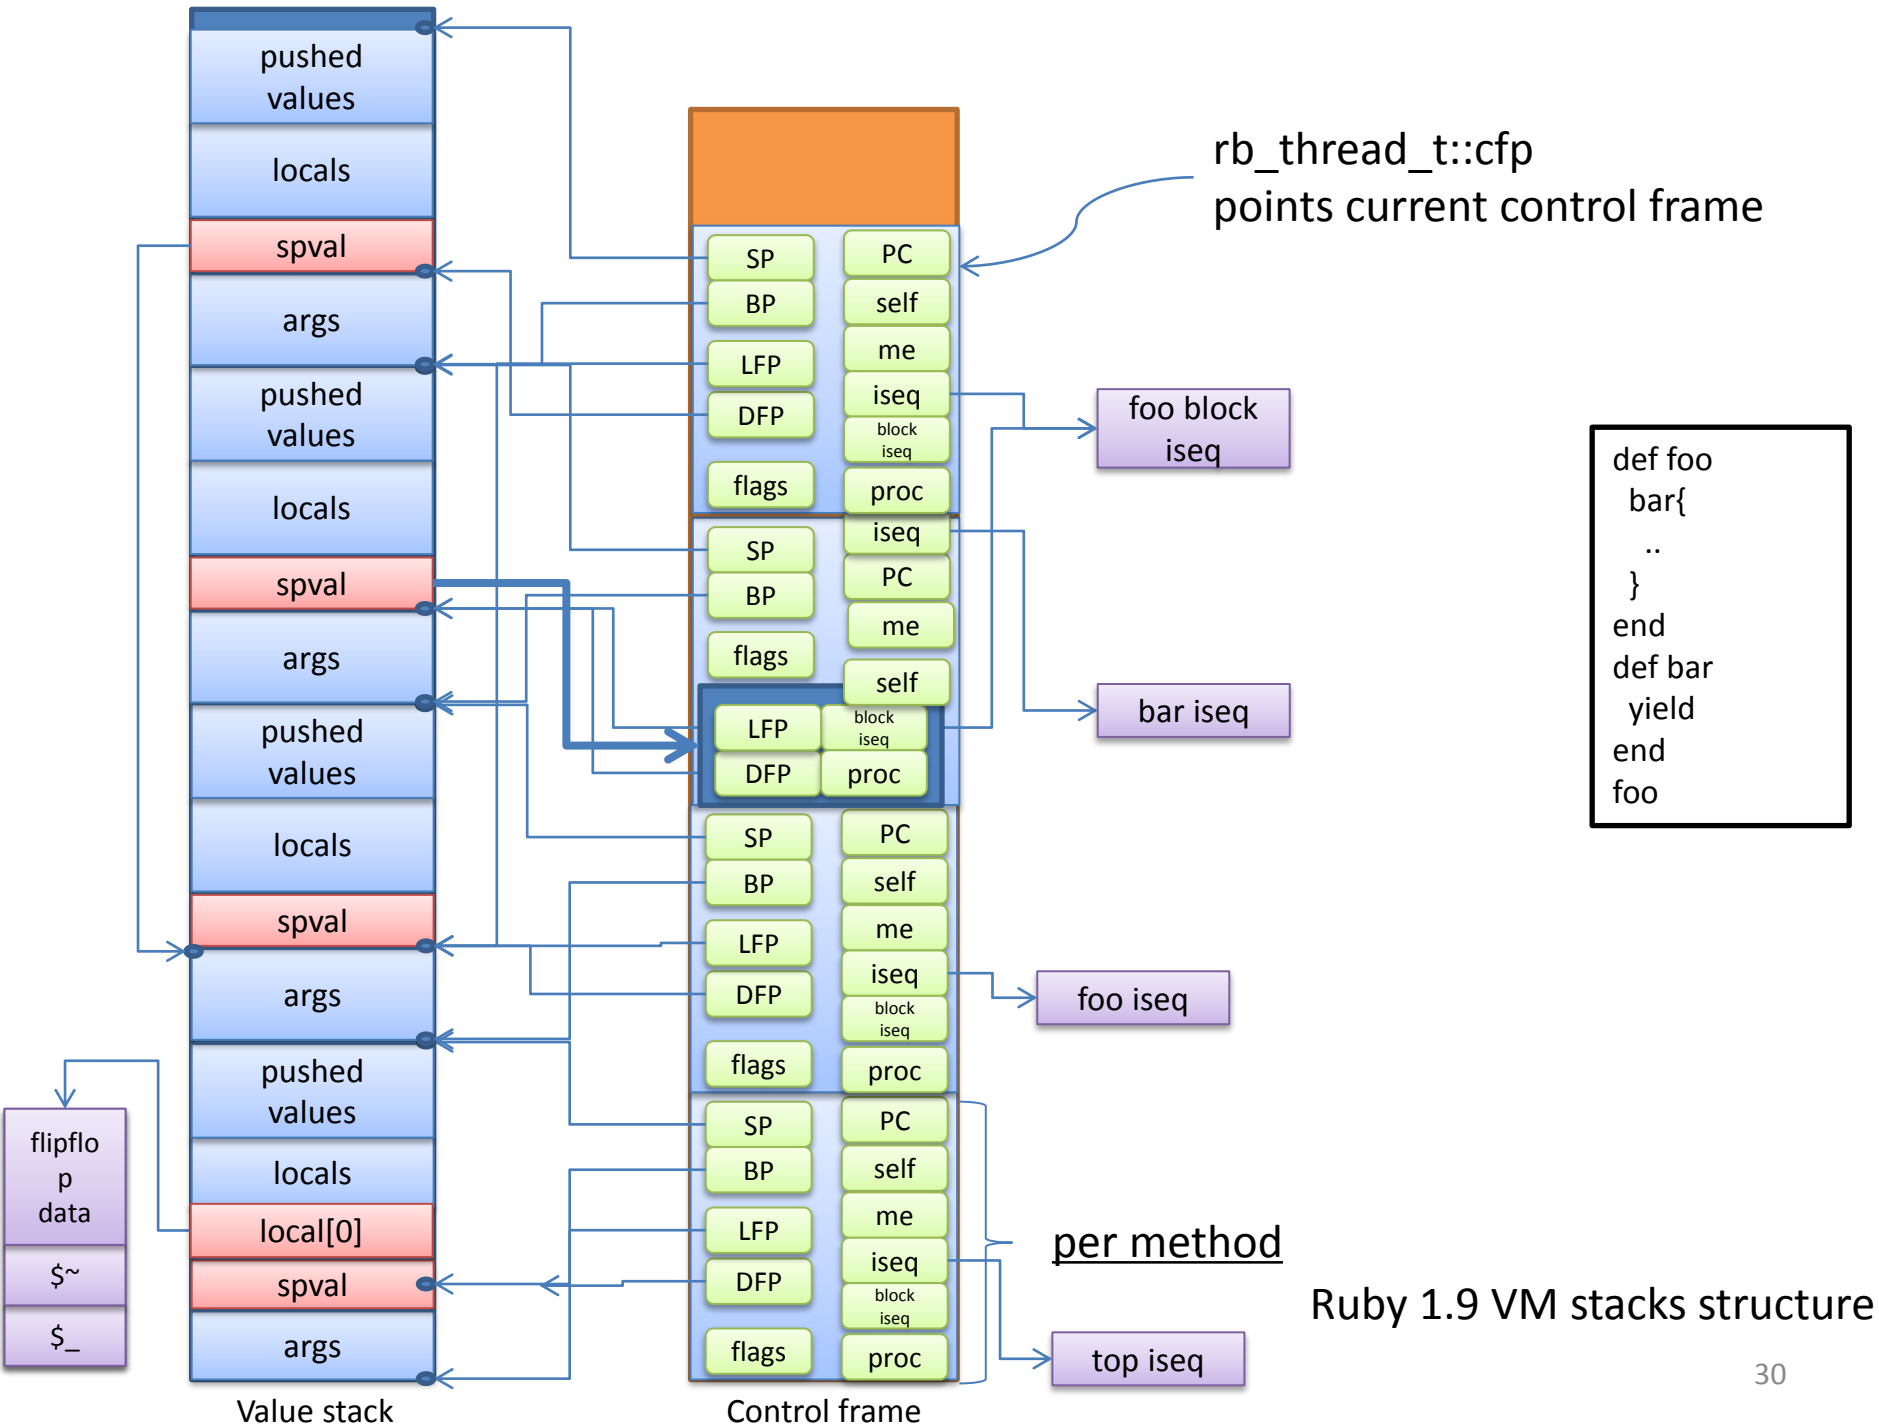 pushed
values
locals
spval
args
pushed
values
locals
spval
args
pushed
values
locals
spval
args
pushed
values
locals
local[0]
spval
args
Value stack
flipflo
p
data
$~
$_
SP
PC
BP
self
me
LFP
iseq
DFP
block
iseq
flags
proc
iseq
SP
PC
BP
me
flags
self
LFP
block
iseq
DFP
proc
SP
PC
BP
self
me
LFP
iseq
DFP
block
iseq
flags
proc
SP
PC
BP
self
me
LFP
iseq
DFP
block
iseq
flags
proc
Control frame
rb_thread_t::cfp
points current control frame
foo block
iseq
bar iseq
foo iseq
top iseq
per method
def foo
bar{
..
}
end
def bar
yield
end
foo
Ruby 1.9 VM stacks structure
30